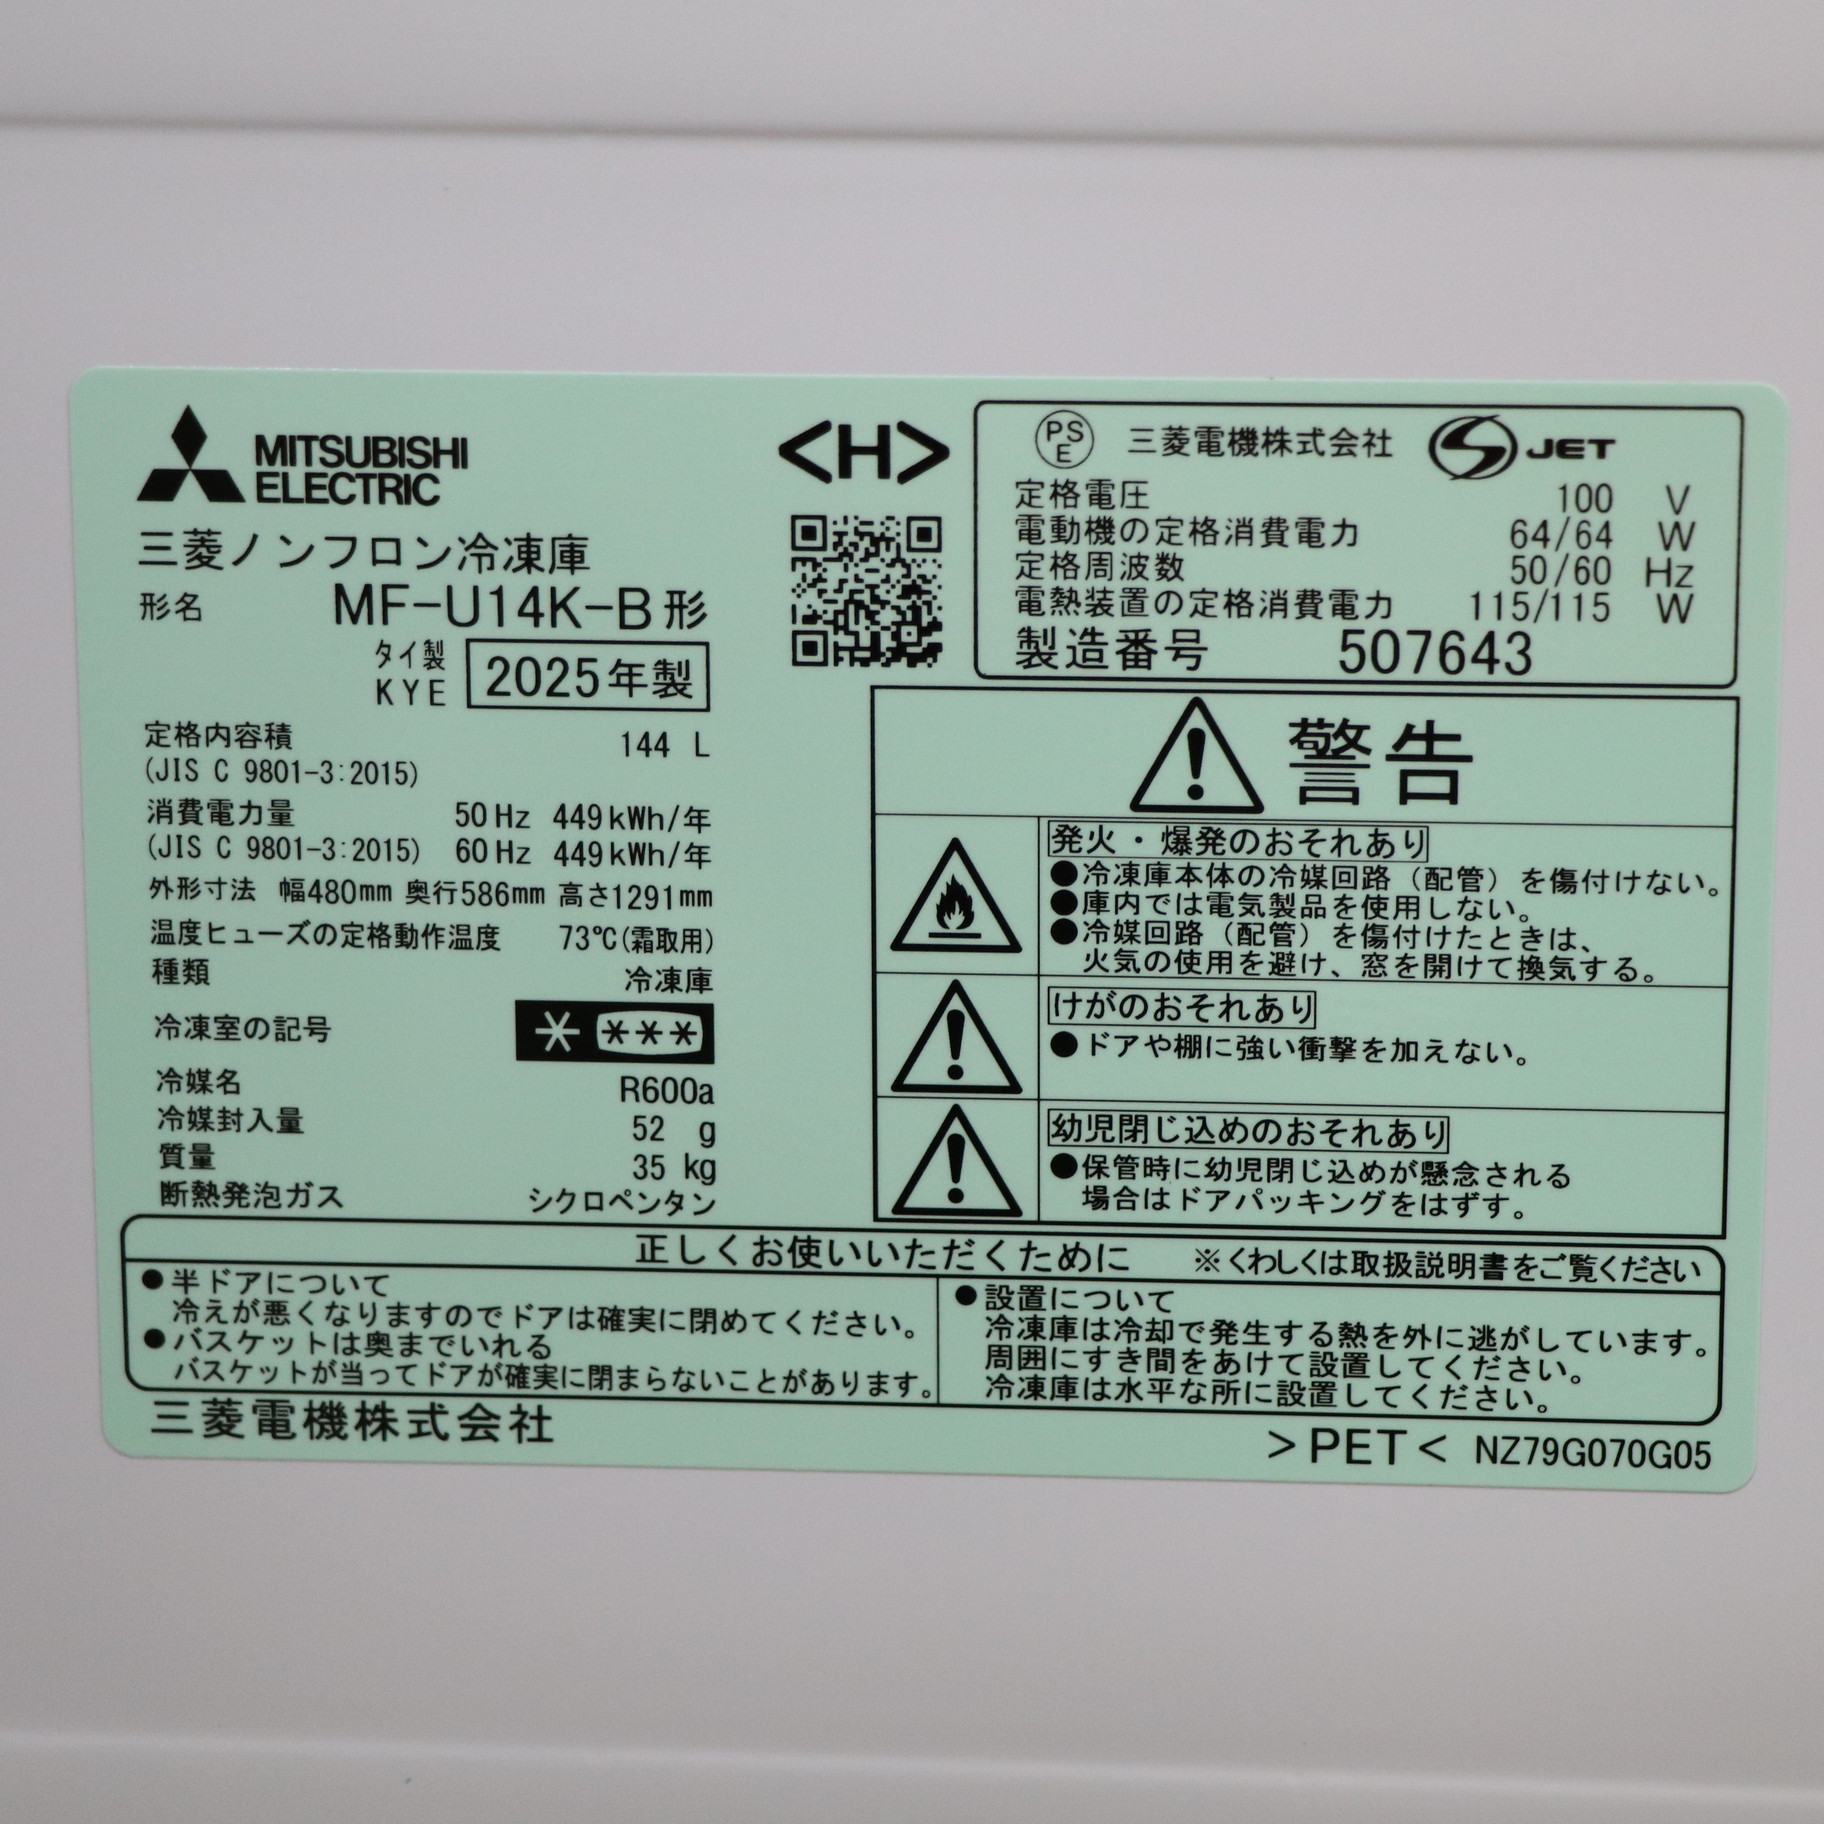 MITSUBISHI
ELECTRIC
三菱ノンフロン冷凍庫
形名 MF-U14K-B形
タイ製
KYE 2025年製
定格内容積 144 L
(JIS C 9801-3:2015)
消費電力量 50Hz 449kWh/年
(JIS C 9801-3:2015) 60Hz 449kWh/年
外形寸法 幅480mm 奥行586mm 高さ1291mm
温度ヒューズの定格動作温度 73℃(霜取用)
種類 冷凍庫
冷凍室の記号 * ***
冷媒名 R600a
冷媒封入量 52 g
質量 35 kg
断熱発泡ガス シクロペンタン
<H>
PSE 三菱電機株式会社 S JET
定格電圧 100 V
電動機の定格消費電力 64/64 W
定格周波数 50/60 Hz
電熱装置の定格消費電力 115/115 W
製造番号 507643
警告
発火・爆発のおそれあり
●冷凍庫本体の冷媒回路(配管)を傷付けない。
●庫内では電気製品を使用しない。
●冷媒回路(配管)を傷付けたときは、
火気の使用を避け、窓を開けて換気する。
けがのおそれあり
●ドアや棚に強い衝撃を加えない。
幼児閉じ込めのおそれあり
●保管時に幼児閉じ込めが懸念される
場合はドアパッキングをはずす。
正しくお使いいただくために ※くわしくは取扱説明書をご覧ください
●半ドアについて
冷えが悪くなりますのでドアは確実に閉めてください。
●バスケットは奥までいれる
バスケットが当ってドアが確実に閉まらないことがあります。
●設置について
冷凍庫は冷却で発生する熱を外に逃がしています。
周囲にすき間をあけて設置してください。
冷凍庫は水平な所に設置してください。
三菱電機株式会社
>PET< NZ79G070G05